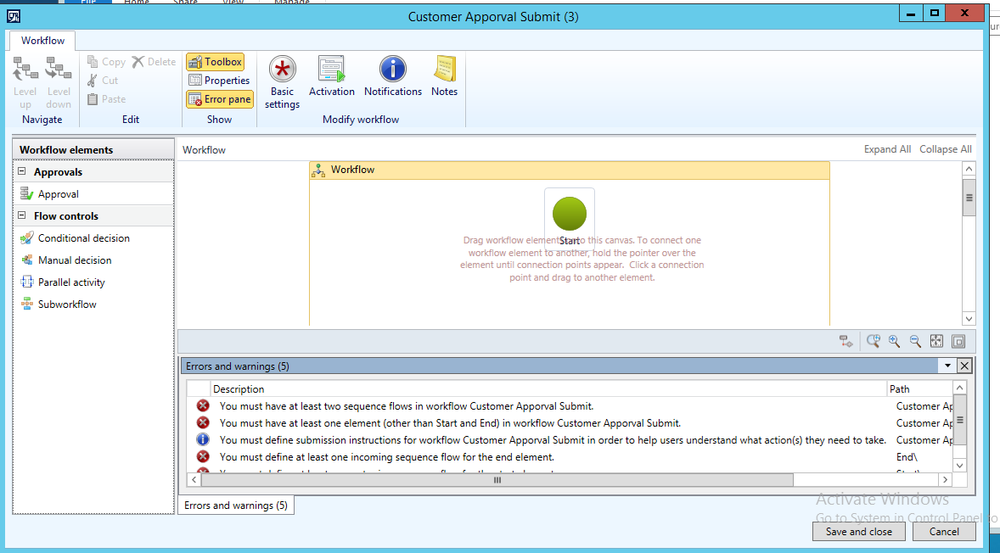 File Home Share View Manage
Customer Apporval Submit (3)
Workflow
Level up
Level down
Navigate
Copy
Delete
Cut
Paste
Edit
Toolbox
Properties
Error pane
Show
Basic settings
Activation
Notifications
Notes
Modify workflow
Workflow elements
Approvals
Approval
Flow controls
Conditional decision
Manual decision
Parallel activity
Subworkflow
Workflow
Expand All Collapse All
Workflow
Start
Drag workflow elements onto this canvas. To connect one
workflow element to another, hold the pointer over the
element until connection points appear. Click a connection
point and drag to another element.
Errors and warnings (5)
Description Path
You must have at least two sequence flows in workflow Customer Apporval Submit. Customer Ap
You must have at least one element (other than Start and End) in workflow Customer Apporval Submit. Customer Ap
You must define submission instructions for workflow Customer Apporval Submit in order to help users understand what action(s) they need to take. Customer Ap
You must define at least one incoming sequence flow for the end element. End\
Errors and warnings (5)
Activate Windows
Go to System in Control Panel to
Save and close Cancel